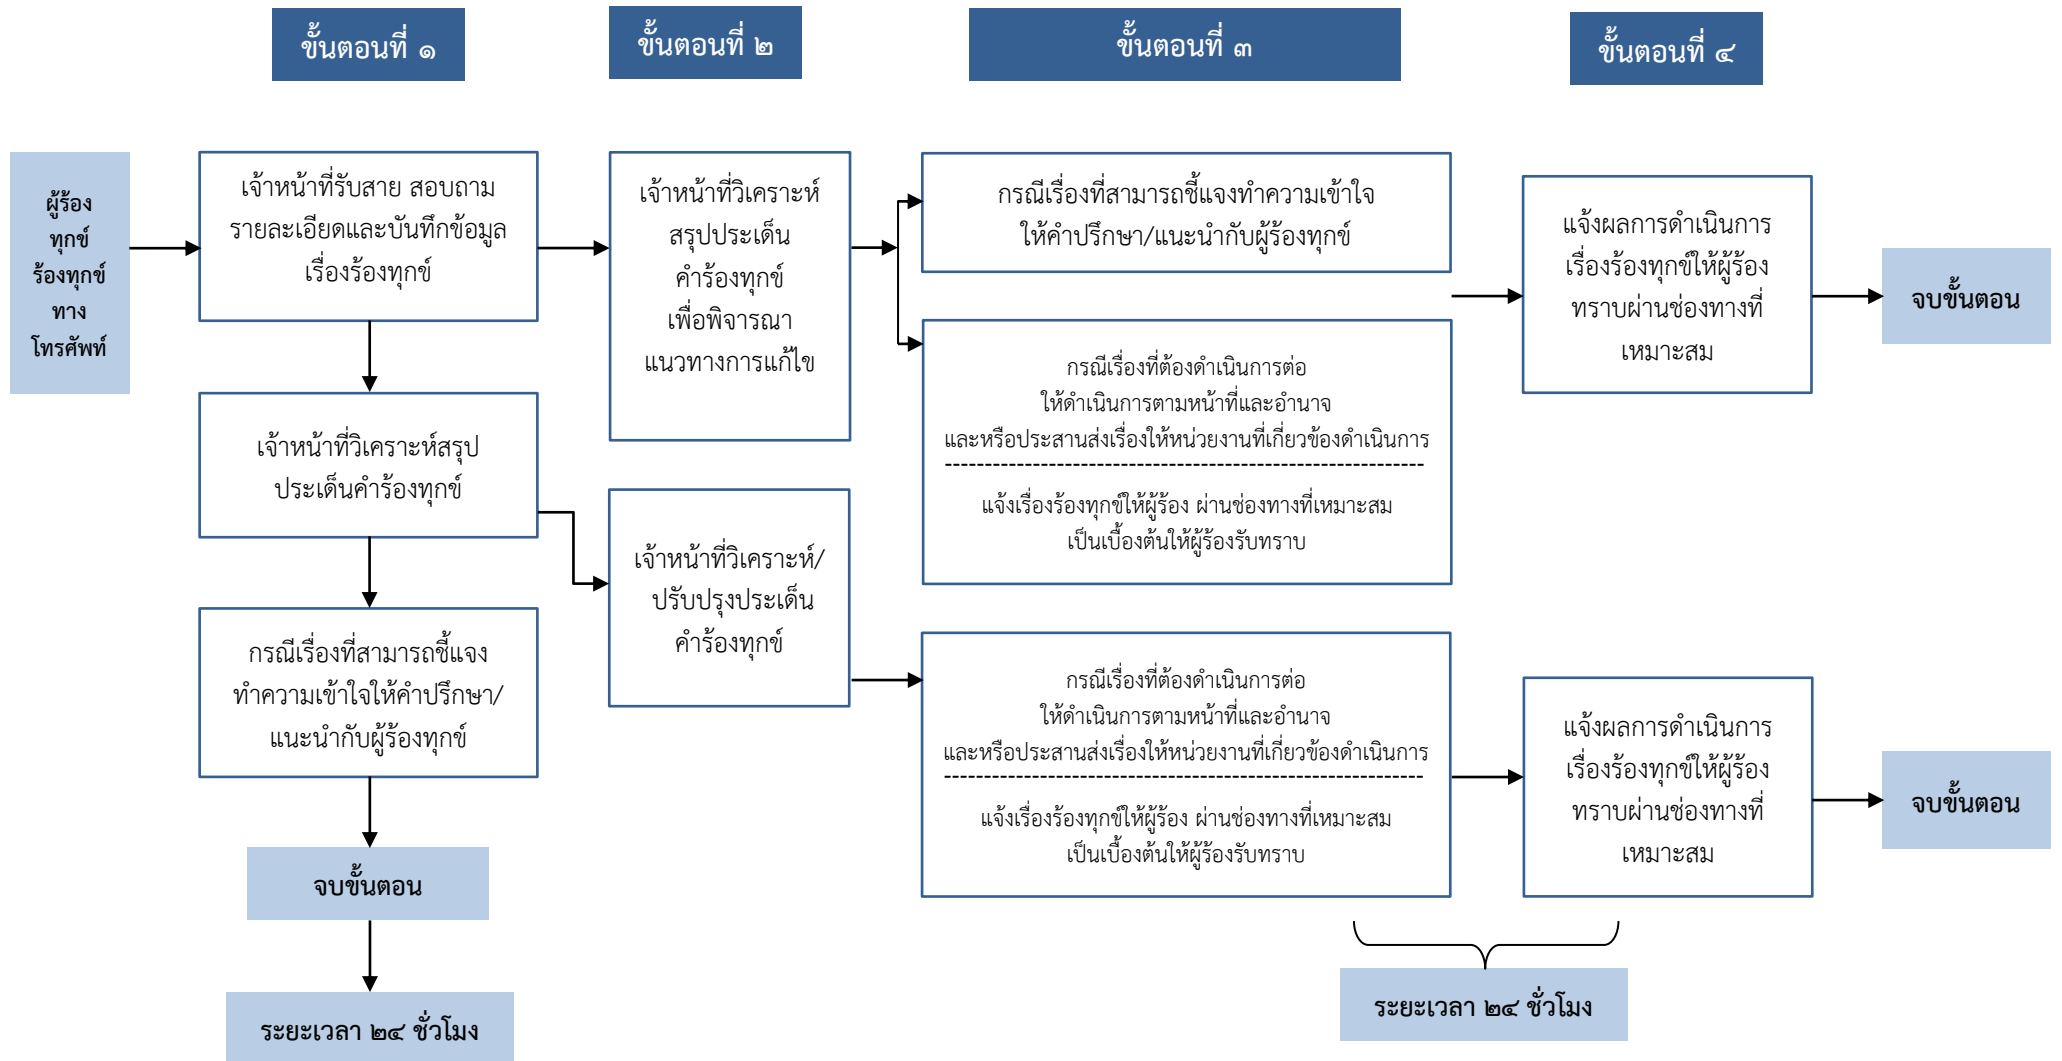 ขั้นตอนที่ ๑
ขั้นตอนที่ ๒
ขั้นตอนที่ ๓
ขั้นตอนที่ ๔
ผู้ร้อง
ทุกข์
ร้องทุกข์
ทาง
โทรศัพท์
เจ้าหน้าที่รับสาย สอบถาม
รายละเอียดและบันทึกข้อมูล
เรื่องร้องทุกข์
เจ้าหน้าที่วิเคราะห์สรุป
ประเด็นคำร้องทุกข์
กรณีเรื่องที่สามารถชี้แจง
ทำความเข้าใจให้คำปรึกษา/
แนะนำกับผู้ร้องทุกข์
จบขั้นตอน
ระยะเวลา ๒๔ ชั่วโมง
เจ้าหน้าที่วิเคราะห์
สรุปประเด็น
คำร้องทุกข์
เพื่อพิจารณา
แนวทางการแก้ไข
เจ้าหน้าที่วิเคราะห์/
ปรับปรุงประเด็น
คำร้องทุกข์
กรณีเรื่องที่สามารถชี้แจงทำความเข้าใจ
ให้คำปรึกษา/แนะนำกับผู้ร้องทุกข์
กรณีเรื่องที่ต้องดำเนินการต่อ
ให้ดำเนินการตามหน้าที่และอำนาจ
และหรือประสานส่งเรื่องให้หน่วยงานที่เกี่ยวข้องดำเนินการ
แจ้งเรื่องร้องทุกข์ให้ผู้ร้อง ผ่านช่องทางที่เหมาะสม
เป็นเบื้องต้นให้ผู้ร้องรับทราบ
กรณีเรื่องที่ต้องดำเนินการต่อ
ให้ดำเนินการตามหน้าที่และอำนาจ
และหรือประสานส่งเรื่องให้หน่วยงานที่เกี่ยวข้องดำเนินการ
แจ้งเรื่องร้องทุกข์ให้ผู้ร้อง ผ่านช่องทางที่เหมาะสม
เป็นเบื้องต้นให้ผู้ร้องรับทราบ
แจ้งผลการดำเนินการ
เรื่องร้องทุกข์ให้ผู้ร้อง
ทราบผ่านช่องทางที่
เหมาะสม
จบขั้นตอน
แจ้งผลการดำเนินการ
เรื่องร้องทุกข์ให้ผู้ร้อง
ทราบผ่านช่องทางที่
เหมาะสม
จบขั้นตอน
ระยะเวลา ๒๔ ชั่วโมง